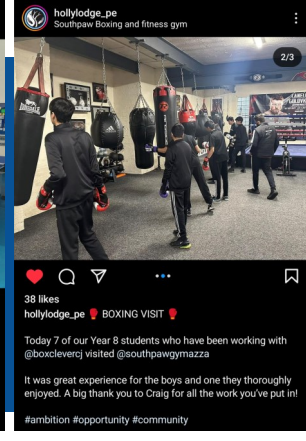 hollylodge_pe
Southpaw Boxing and fitness gym
2/3
LONSDALE
adidas
38 likes
hollylodge_pe 🥊 BOXING VISIT 🥊
Today 7 of our Year 8 students who have been working with
@boxclevercj visited @southpawgymazza
It was great experience for the boys and one they thoroughly
enjoyed. A big thank you to Craig for all the work you've put in!
#ambition #opportunity #community